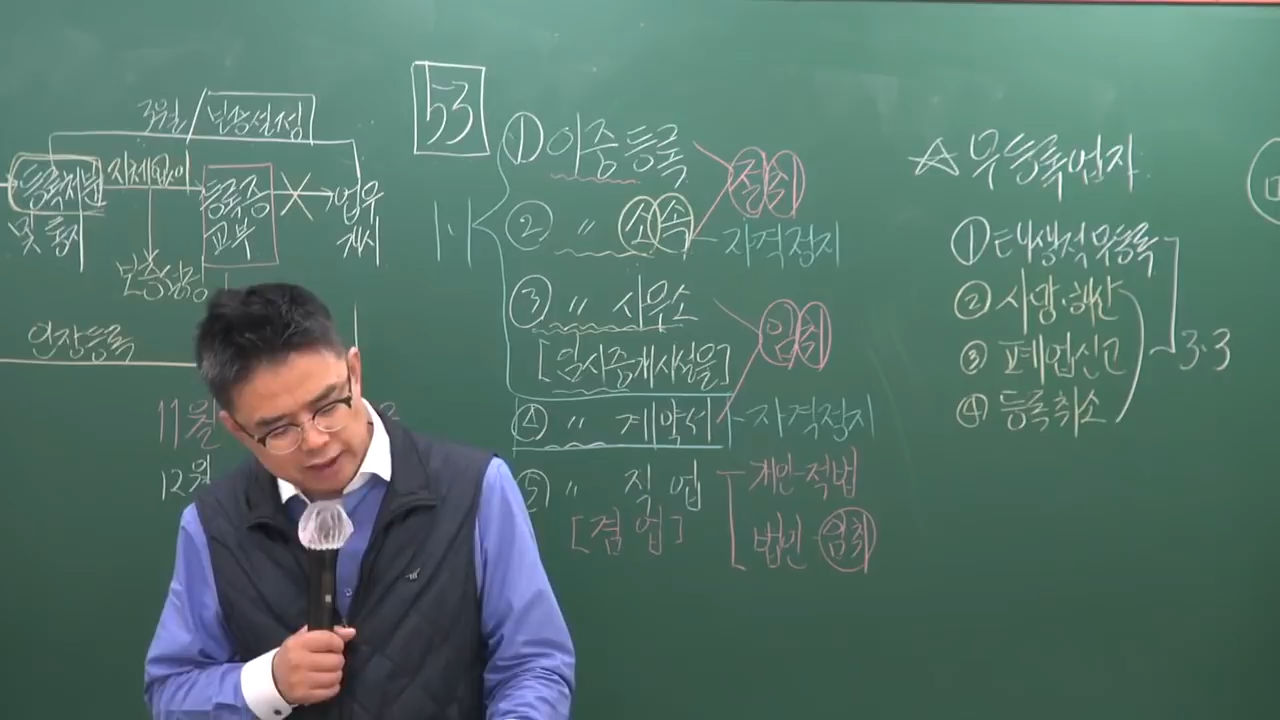 3월 / 보증설정
등록처분 지체없이 등록증 업무
및 통지 교부 개시
보증설정
인장등록
11월
12월
53
1·1
① 이중등록 절취
② 〃 소속 - 자격정지
③ 〃 사무소 임취
[임시중개시설물]
④ 〃 계약서 - 자격정지
⑤ 〃 직업 개인-적법
[겸업] 법인-임취
☆ 무등록업자
① 태생적 무등록
② 사망·해산
③ 폐업신고 3·3
④ 등록취소